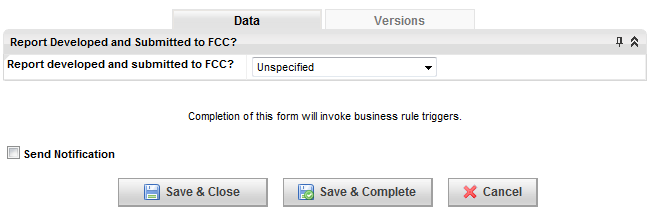 Data Versions
Report Developed and Submitted to FCC?
Report developed and submitted to FCC? Unspecified
Completion of this form will invoke business rule triggers.
Send Notification
Save & Close Save & Complete Cancel